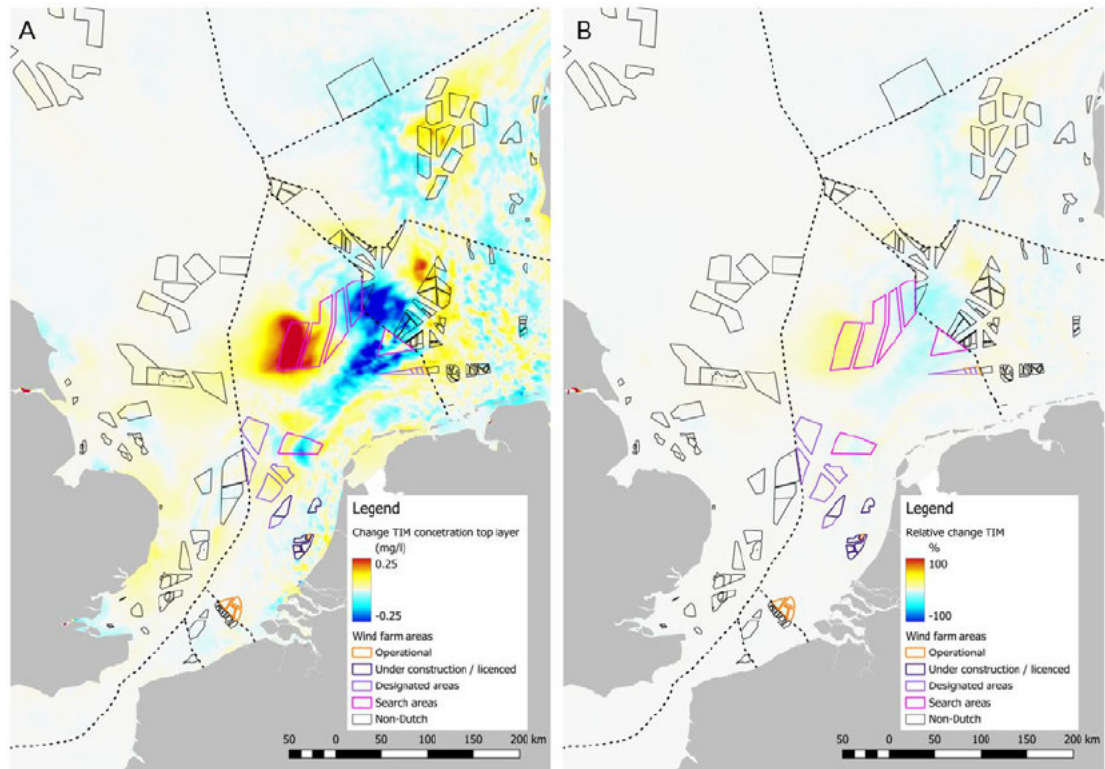 A
Legend
Change TIM concetration top layer
(mg/l)
0.25
-0.25
Wind farm areas
Operational
Under construction / licenced
Designated areas
Search areas
Non-Dutch
50 0 50 100 150 200 km
B
Legend
Relative change TIM
%
100
-100
Wind farm areas
Operational
Under construction / licenced
Designated areas
Search areas
Non-Dutch
50 0 50 100 150 200 km